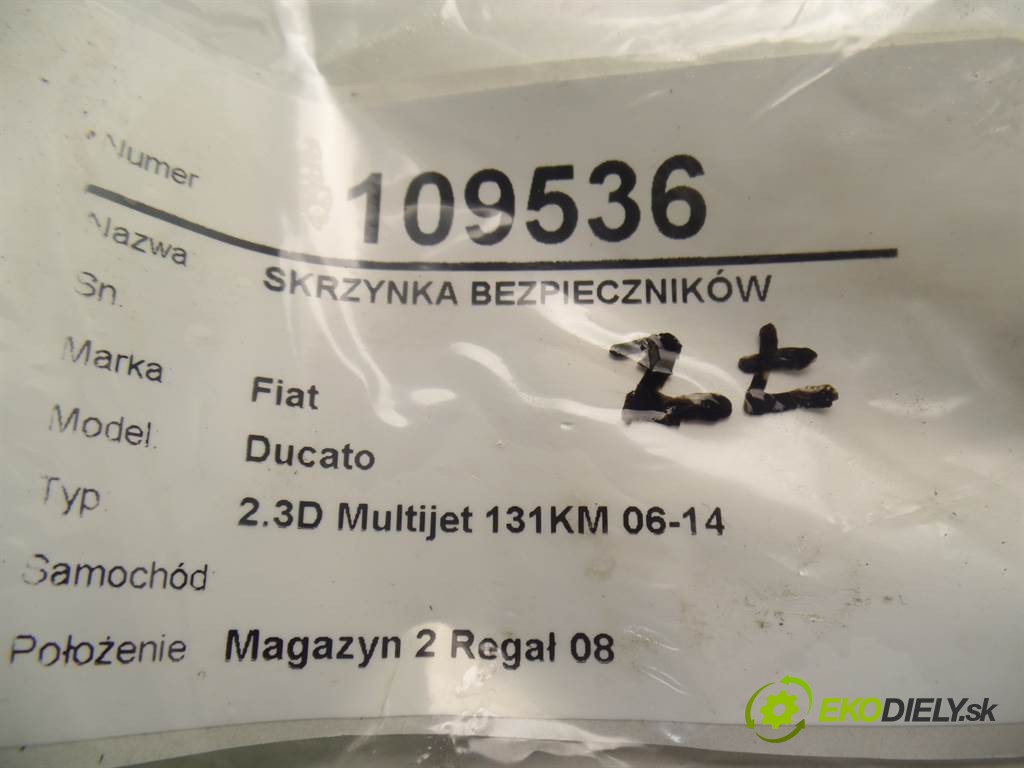 Numer 109536
Nazwa SKRZYNKA BEZPIECZNIKÓW
Sn.
Marka Fiat
Model. Ducato
Typ. 2.3D Multijet 131KM 06-14
Samochód
Położenie Magazyn 2 Regał 08
EKODIELY.sk